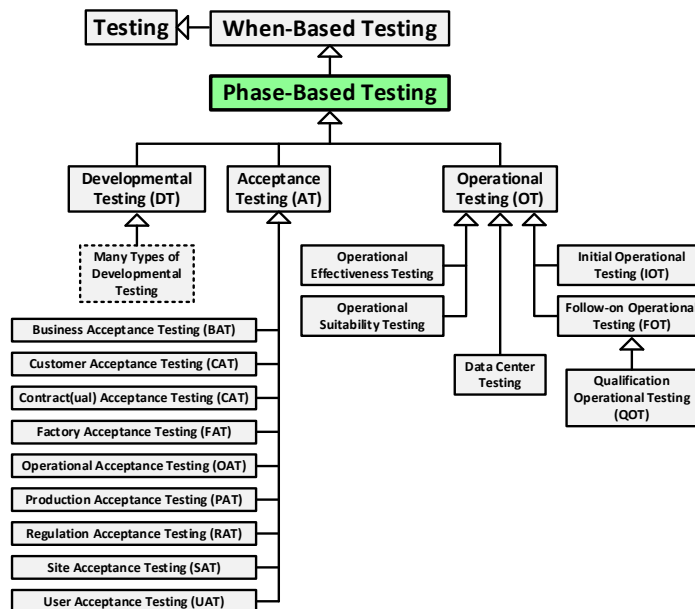 Testing
When-Based Testing
Phase-Based Testing
Developmental
Testing (DT)
Acceptance
Testing (AT)
Operational
Testing (OT)
Many Types of
Developmental
Testing
Operational
Effectiveness Testing
Initial Operational
Testing (IOT)
Operational
Suitability Testing
Follow-on Operational
Testing (FOT)
Data Center
Testing
Qualification
Operational Testing
(QOT)
Business Acceptance Testing (BAT)
Customer Acceptance Testing (CAT)
Contract(ual) Acceptance Testing (CAT)
Factory Acceptance Testing (FAT)
Operational Acceptance Testing (OAT)
Production Acceptance Testing (PAT)
Regulation Acceptance Testing (RAT)
Site Acceptance Testing (SAT)
User Acceptance Testing (UAT)